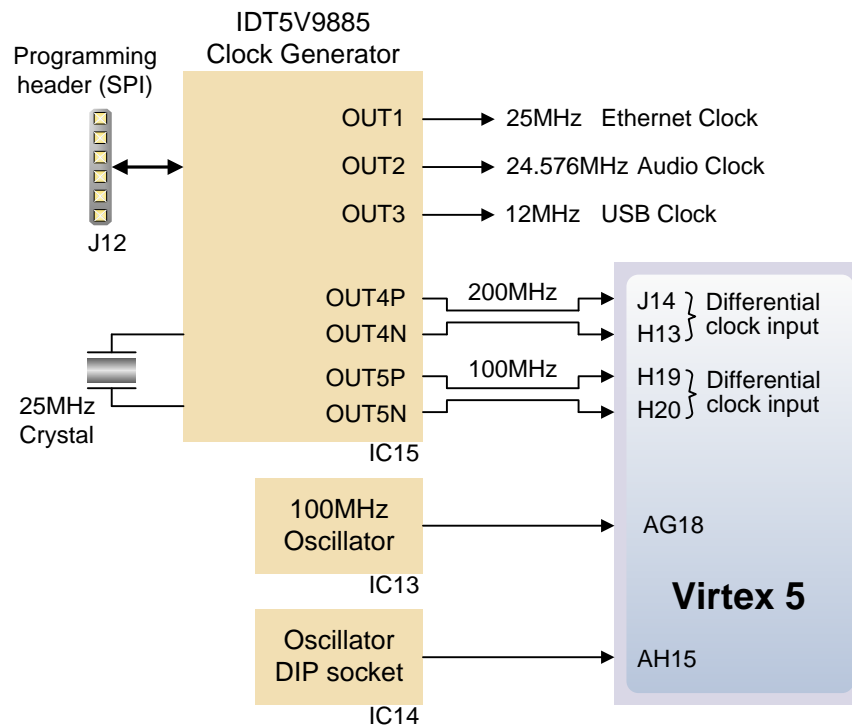 IDT5V9885
Clock Generator
Programming
header (SPI)
J12
OUT1
25MHz Ethernet Clock
OUT2
24.576MHz Audio Clock
OUT3
12MHz USB Clock
OUT4P
200MHz
J14
OUT4N
H13
Differential
clock input
OUT5P
100MHz
H19
OUT5N
H20
Differential
clock input
25MHz
Crystal
IC15
100MHz
Oscillator
IC13
AG18
Virtex 5
Oscillator
DIP socket
IC14
AH15